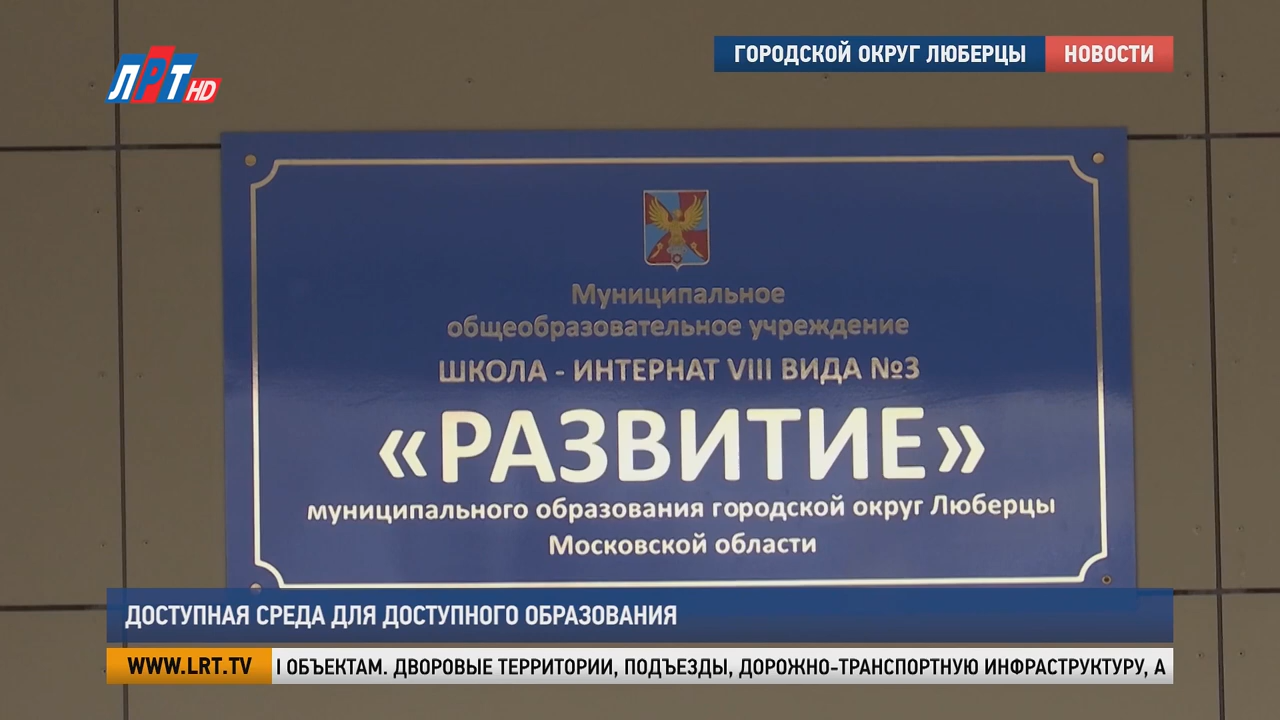 ЛРТ HD
ГОРОДСКОЙ ОКРУГ ЛЮБЕРЦЫ НОВОСТИ
Муниципальное
общеобразовательное учреждение
ШКОЛА - ИНТЕРНАТ VIII ВИДА №3
«РАЗВИТИЕ»
муниципального образования городской округ Люберцы
Московской области
ДОСТУПНАЯ СРЕДА ДЛЯ ДОСТУПНОГО ОБРАЗОВАНИЯ
WWW.LRT.TV ОБЪЕКТАМ. ДВОРОВЫЕ ТЕРРИТОРИИ, ПОДЪЕЗДЫ, ДОРОЖНО-ТРАНСПОРТНУЮ ИНФРАСТРУКТУРУ, А